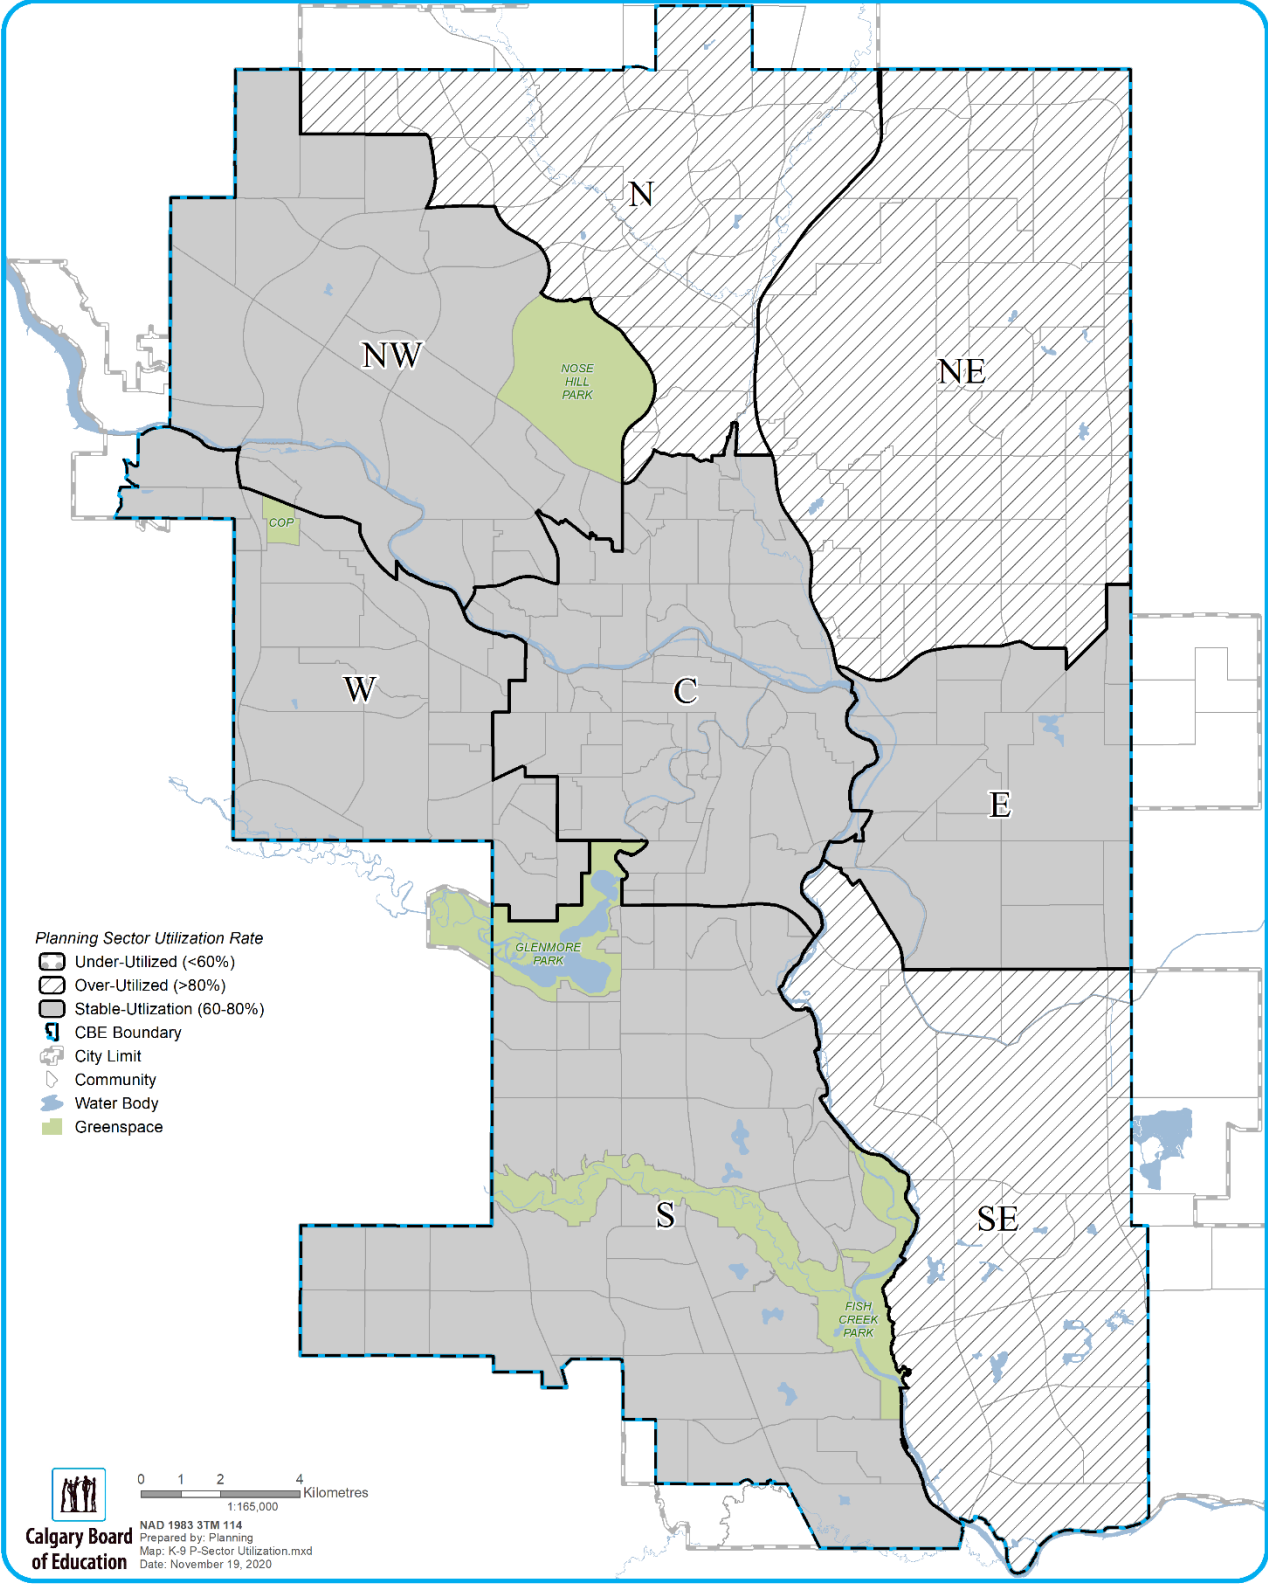 N
NW
NE
NOSE
HILL
PARK
COP
W
C
E
GLENMORE
PARK
Planning Sector Utilization Rate
Under-Utilized (<60%)
Over-Utilized (>80%)
Stable-Utlization (60-80%)
CBE Boundary
City Limit
Community
Water Body
Greenspace
S
SE
FISH
CREEK
PARK
0 1 2 4
Kilometres
1:165,000
Calgary Board
of Education
NAD 1983 3TM 114
Prepared by: Planning
Map: K-9 P-Sector Utilization.mxd
Date: November 19, 2020